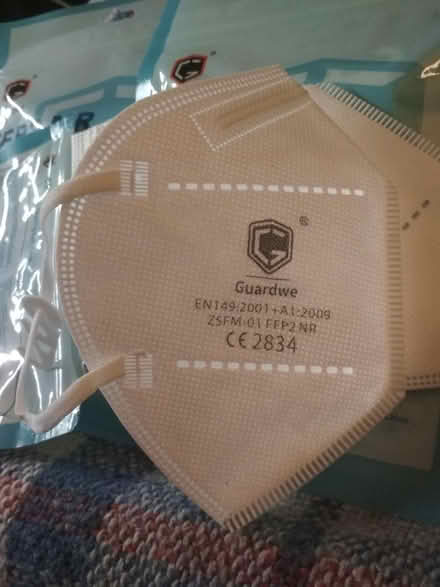 ®
Guardwe
EN149:2001+A1:2009
ZSFM-01 FFP2 NR
CE 2834